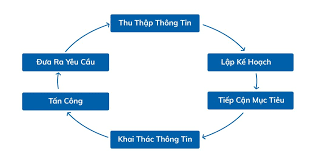 Thu Thập Thông Tin
Đưa Ra Yêu Cầu
Lập Kế Hoạch
Tấn Công
Tiếp Cận Mục Tiêu
Khai Thác Thông Tin